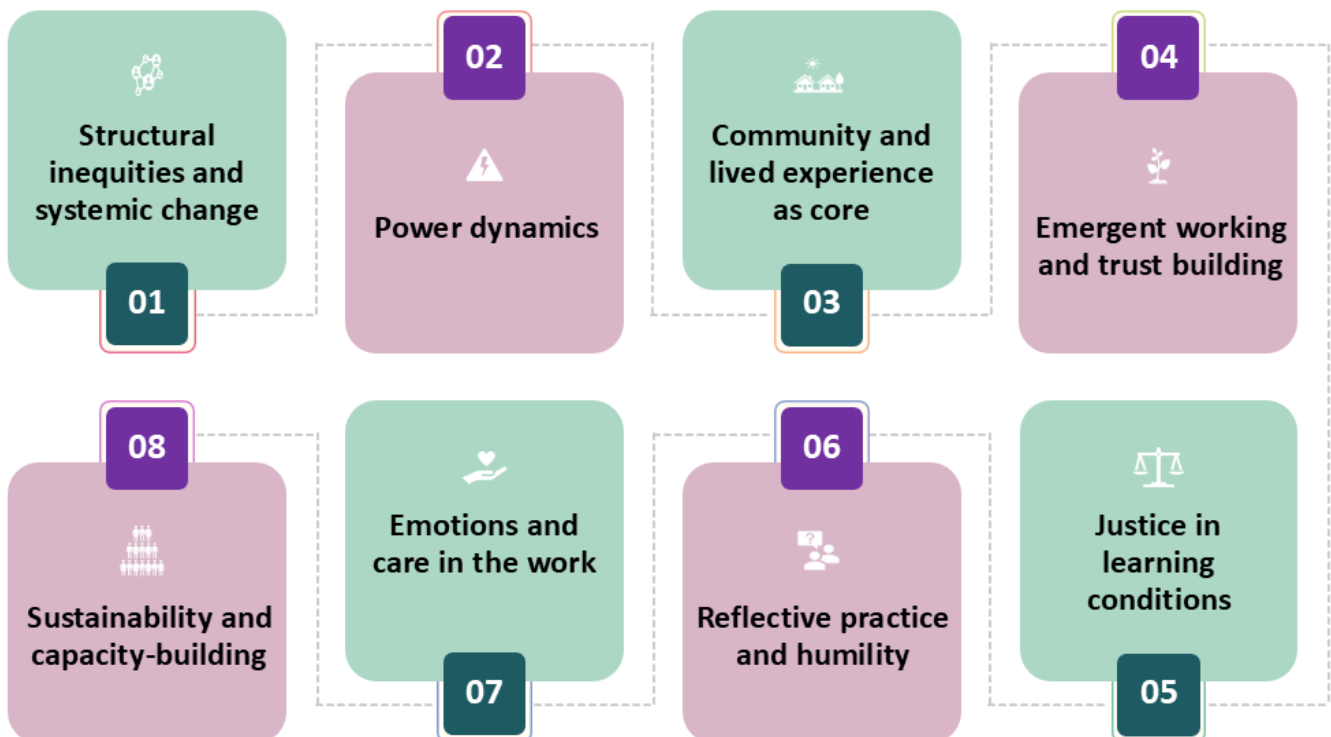 Structural
inequities and
systemic change
01
02
Power dynamics
Community and
lived experience
as core
03
04
Emergent working
and trust building
Justice in
learning
conditions
05
06
?
Reflective practice
and humility
Emotions and
care in the work
07
08
Sustainability and
capacity-building